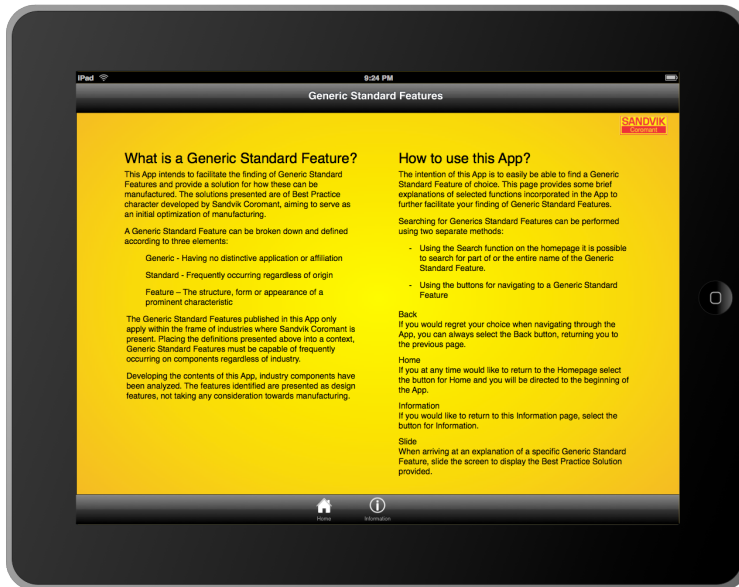 iPad
9:24 PM
Generic Standard Features
SANDVIK
Coromant
What is a Generic Standard Feature?
This App intends to facilitate the finding of Generic Standard
Features and provide a solution for how these can be
manufactured. The solutions presented are of Best Practice
character developed by Sandvik Coromant, aiming to serve as
an initial optimization of manufacturing.
A Generic Standard Feature can be broken down and defined
according to three elements:
Generic - Having no distinctive application or affiliation
Standard - Frequently occurring regardless of origin
Feature – The structure, form or appearance of a
prominent characteristic
The Generic Standard Features published in this App only
apply within the frame of industries where Sandvik Coromant is
present. Placing the definitions presented above into a context,
Generic Standard Features must be capable of frequently
occurring on components regardless of industry.
Developing the contents of this App, industry components have
been analyzed. The features identified are presented as design
features, not taking any consideration towards manufacturing.
How to use this App?
The intention of this App is to easily be able to find a Generic
Standard Feature of choice. This page provides some brief
explanations of selected functions incorporated in the App to
further facilitate your finding of Generic Standard Features.
Searching for Generics Standard Features can be performed
using two separate methods:
- Using the Search function on the homepage it is possible
to search for part of or the entire name of the Generic
Standard Feature.
- Using the buttons for navigating to a Generic Standard
Feature
Back
If you would regret your choice when navigating through the
App, you can always select the Back button, returning you to
the previous page.
Home
If you at any time would like to return to the Homepage select
the button for Home and you will be directed to the beginning of
the App.
Information
If you would like to return to this Information page, select the
button for Information.
Slide
When arriving at an explanation of a specific Generic Standard
Feature, slide the screen to display the Best Practice Solution
provided.
Home
Information